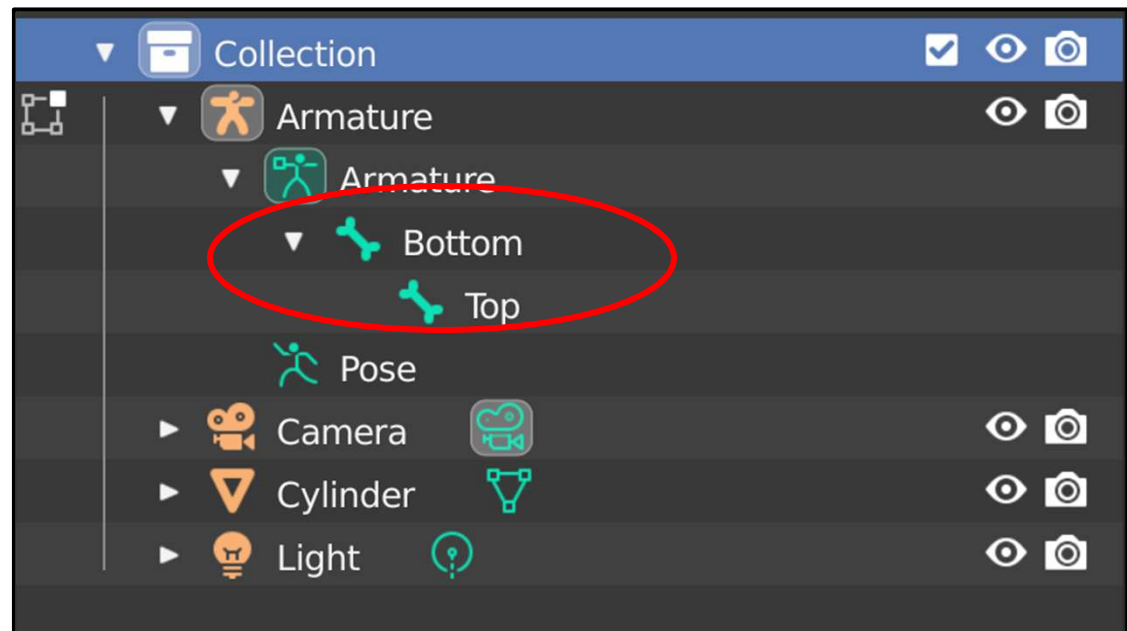 Collection
Armature
Armature
Bottom
Top
Pose
Camera
Cylinder
Light